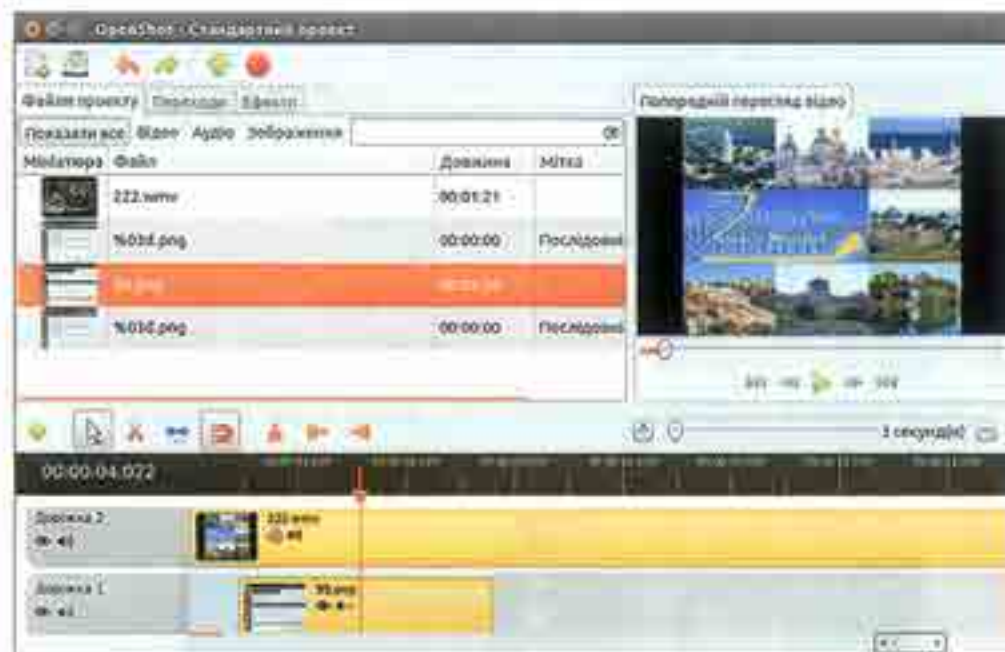 OpenShot - Стандартний проект
Файли проекту Переходи Ефекти
Попередній перегляд відео
Показати все Відео Аудіо Зображення
Мініатюра Файл Довжина Мітка
222.wmv 00:01:21
%03d.png 00:00:00 Послідовні
%03d.png 00:00:00 Послідовні
3 секунд(и)
00:00:04:022
Доріжка 2
222.wmv
Доріжка 1